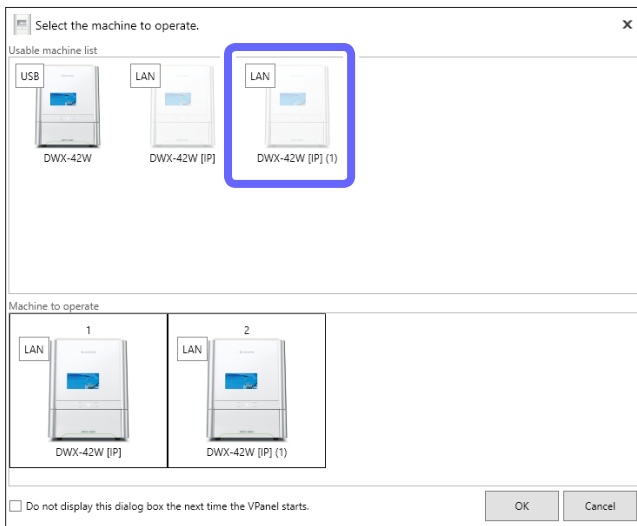 Select the machine to operate.
x
Usable machine list
USB
LAN
LAN
DWX-42W
DWX-42W [IP]
DWX-42W [IP] (1)
Machine to operate
1
2
LAN
LAN
DWX-42W [IP]
DWX-42W [IP] (1)
Do not display this dialog box the next time the VPanel starts.
OK
Cancel